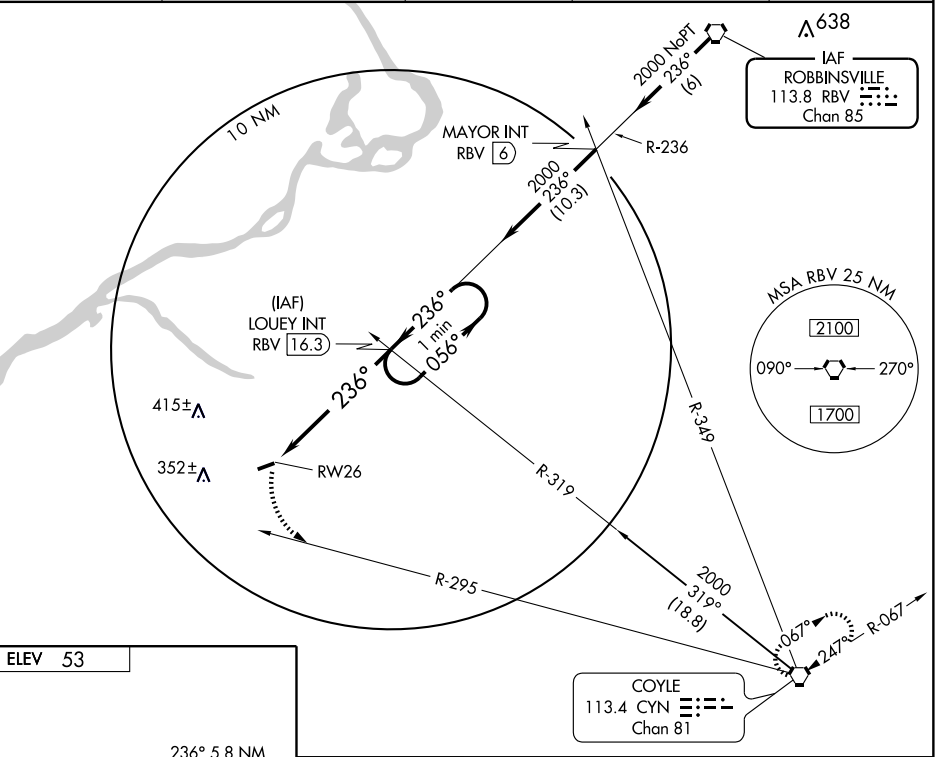 638
2000 NoPT
236°
(6)
IAF
ROBBINSVILLE
113.8 RBV
Chan 85
10 NM
MAYOR INT
RBV 6
R-236
2000
236°
(10.3)
(IAF)
LOUEY INT
RBV 16.3
236°
1 min
056°
236°
MSA RBV 25 NM
2100
090°
270°
1700
415±
352±
RW26
R-349
R-319
R-295
2000
319°
(18.8)
067°
247°
R-067
COYLE
113.4 CYN
Chan 81
ELEV 53
236° 5.8 NM